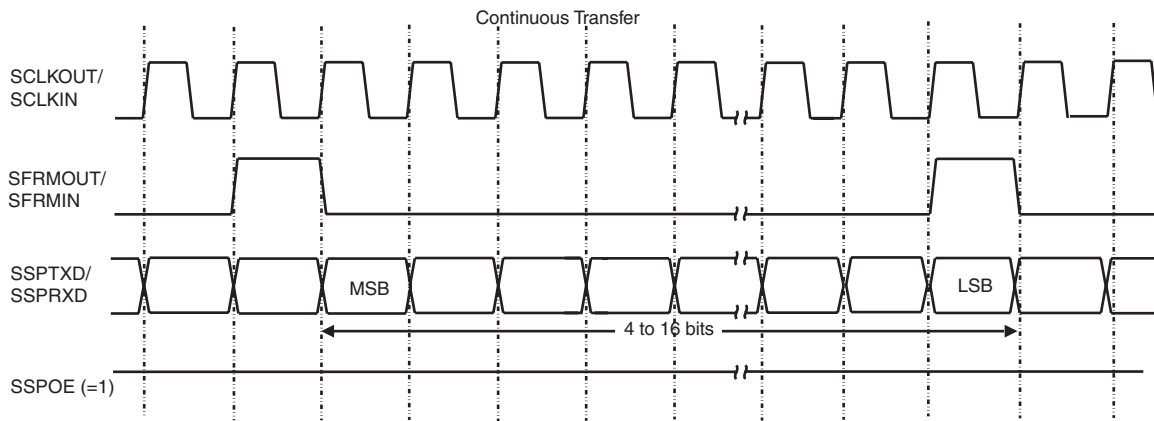 Continuous Transfer
SCLKOUT/
SCLKIN
SFRMOUT/
SFRMIN
SSPTXD/
SSPRXD
MSB
LSB
4 to 16 bits
SSPOE (=1)